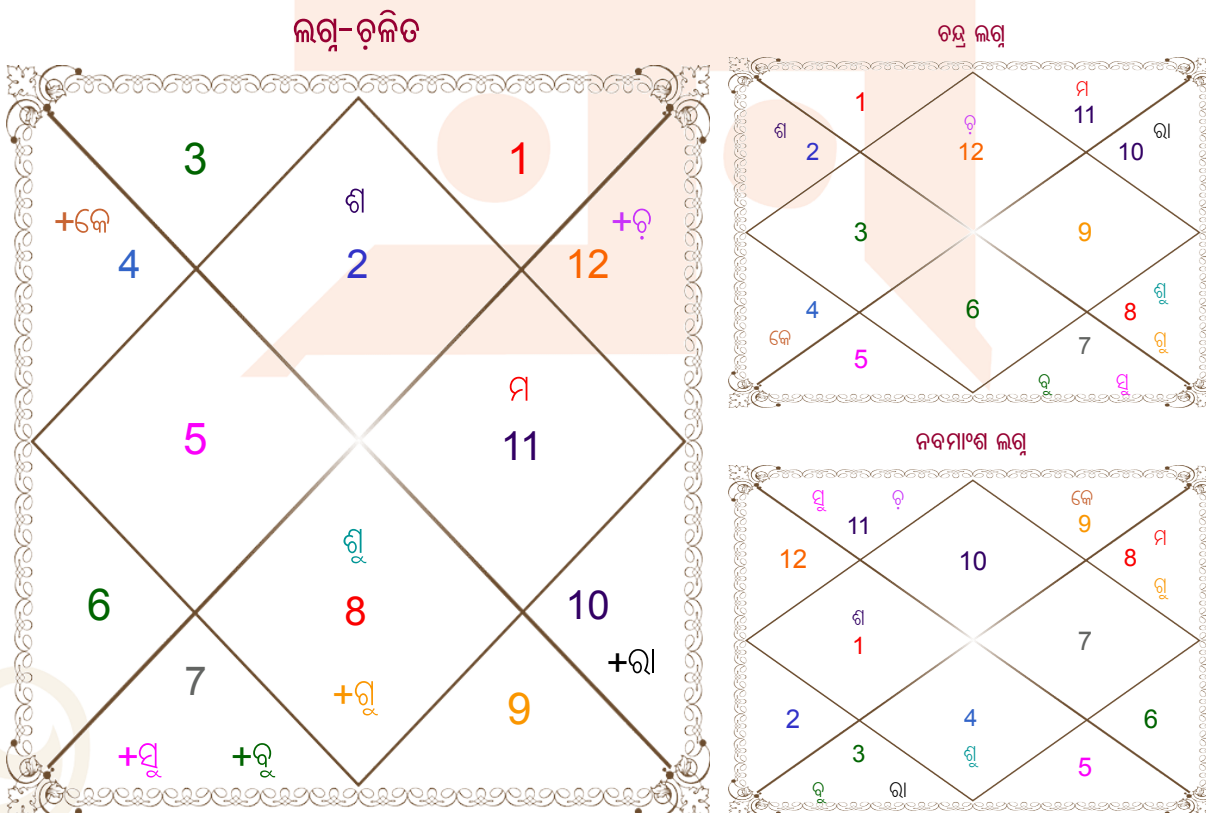 ଲଗ୍ନ-ଚ଼ଳିତ
3
1
ଶ
2
+କେ
4
+ଚ଼
12
5
ମ
11
ଶୁ
8
+ଗୁ
6
10
+ରା
7
+ସୁ
+ବୁ
9
ଚନ୍ଦ୍ର ଲଗ୍ନ
1
ମ
11
ଶ
2
ଚ଼
12
ରା
10
3
9
4
କେ
6
8
ଶୁ
ଗୁ
5
7
ବୁ
ସୁ
ନବମାଂଶ ଲଗ୍ନ
ସୁ
ଚ଼
11
କେ
9
12
10
8
ମ
ଗୁ
ଶ
1
7
2
4
ଶୁ
6
3
ବୁ
ରା
5